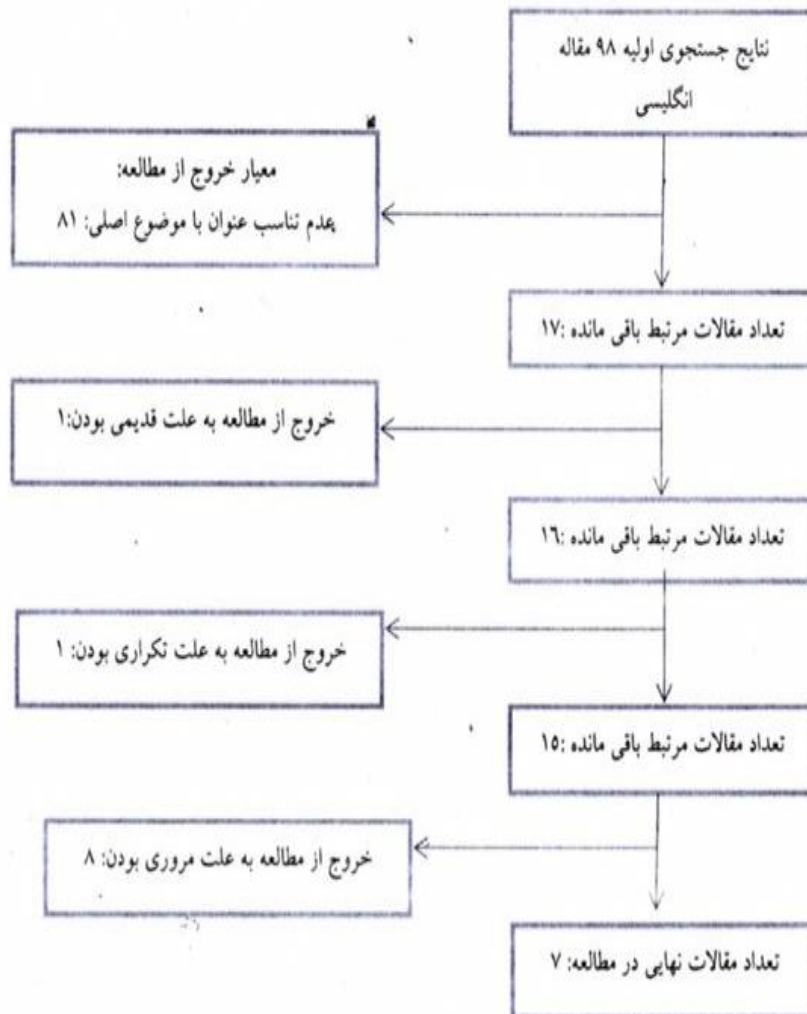 نتایج جستجوی اولیه ۹۸ مقاله
انگلیسی
معیار خروج از مطالعه:
عدم تناسب عنوان با موضوع اصلی: ۸۱
تعداد مقالات مرتبط باقی مانده :۱۷
خروج از مطالعه به علت قدیمی بودن:۱
تعداد مقالات مرتبط باقی مانده :۱۶
خروج از مطالعه به علت تکراری بودن: ۱
تعداد مقالات مرتبط باقی مانده :۱۵
خروج از مطالعه به علت مروری بودن: ۸
تعداد مقالات نهایی در مطالعه: ۷